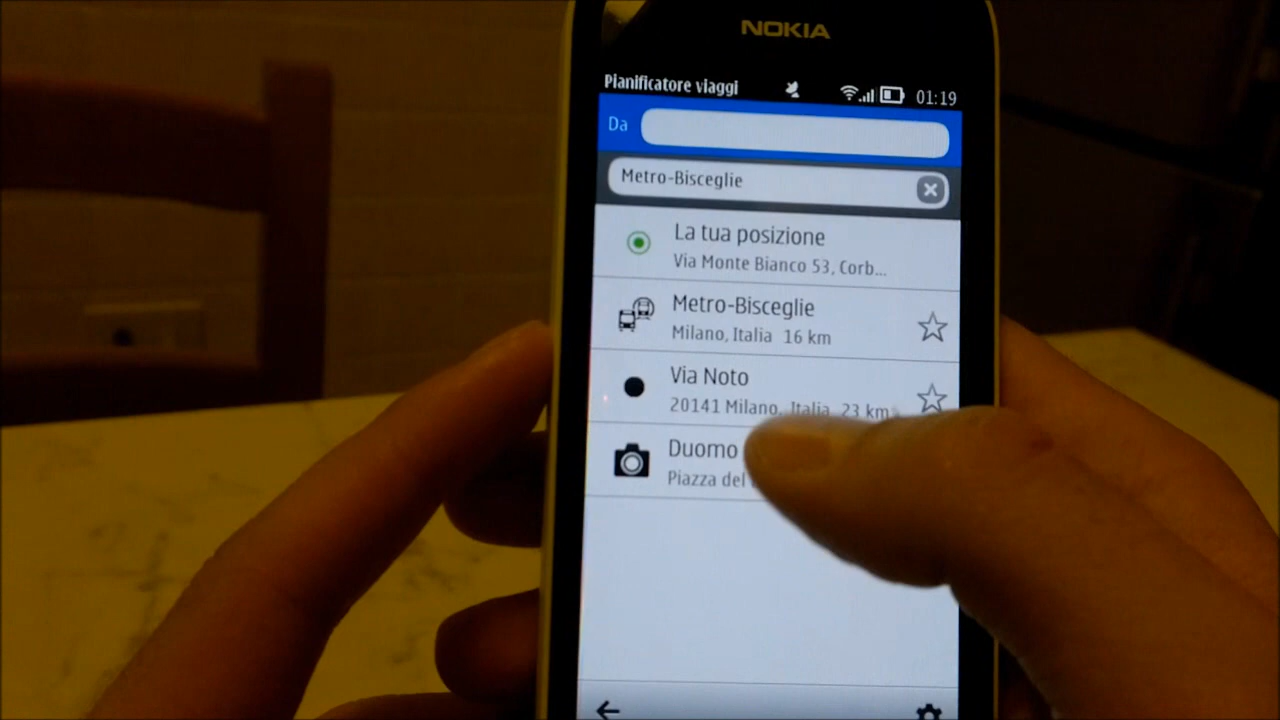 NOKIA
Pianificatore viaggi 01:19
Da
Metro-Bisceglie
La tua posizione
Via Monte Bianco 53, Corb...
Metro-Bisceglie
Milano, Italia 16 km
Via Noto
20141 Milano, Italia 23 km
Duomo
Piazza del